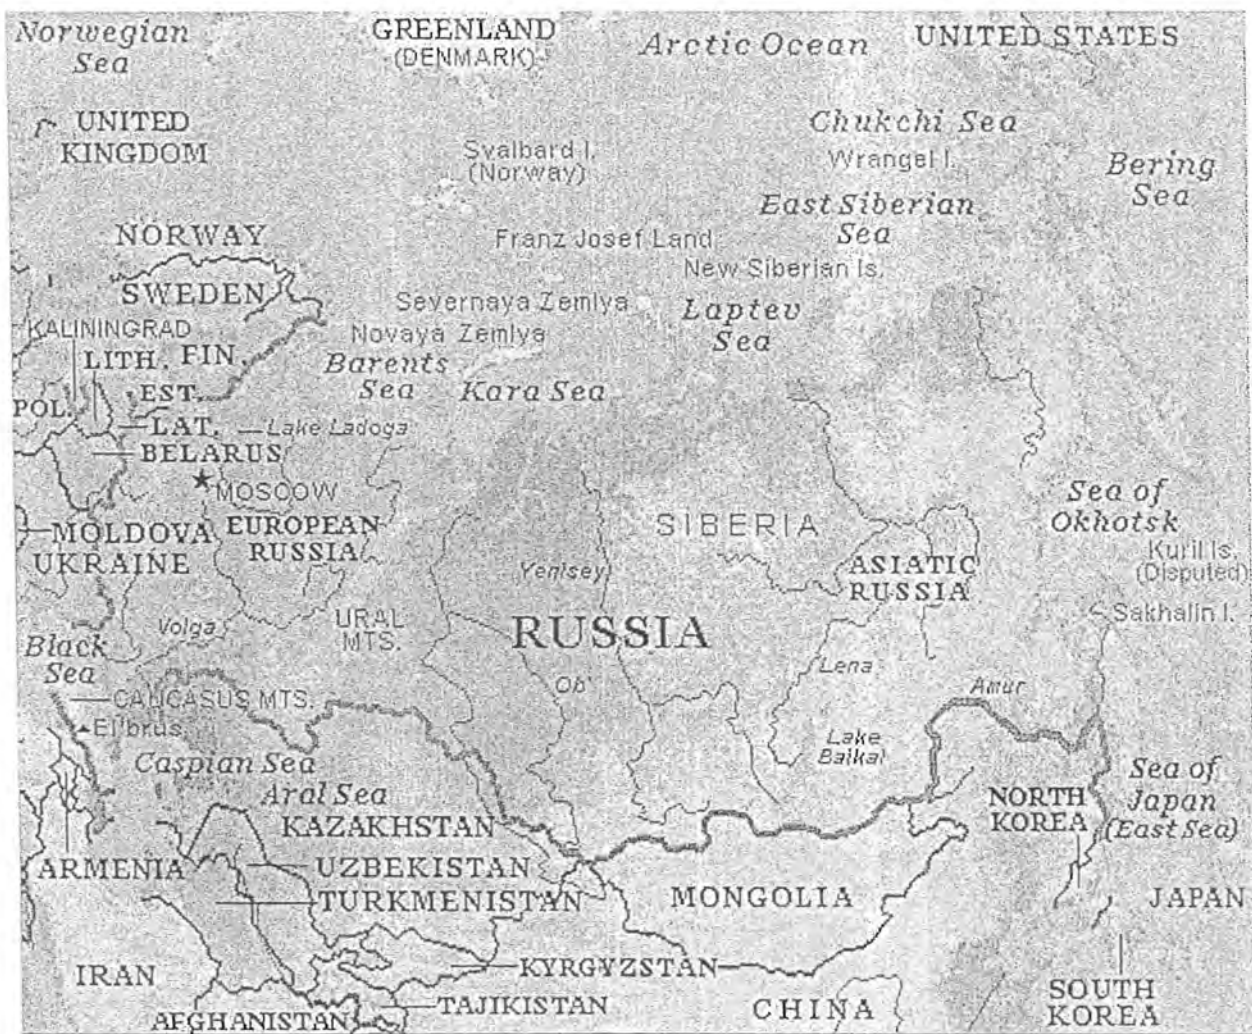 Norwegian
Sea
GREENLAND
(DENMARK)
Arctic Ocean
UNITED STATES
UNITED
KINGDOM
Svalbard I.
(Norway)
Chukchi Sea
Wrangel I.
Bering
Sea
East Siberian
Sea
NORWAY
Franz Josef Land
New Siberian Is.
SWEDEN
Severnaya Zemlya
Laptev
Sea
KALININGRAD
Novaya Zemlya
LITH.
FIN.
Barents
Sea
Kara Sea
EST.
POL.
LAT.
Lake Ladoga
BELARUS
MOSCOW
Sea of
Okhotsk
MOLDOVA
EUROPEAN
RUSSIA
SIBERIA
UKRAINE
Kuril Is.
(Disputed)
ASIATIC
RUSSIA
Yenisey
Sakhalin I.
Volga
URAL
MTS.
RUSSIA
Black
Sea
Lena
Ob'
Amur
CAUCASUS MTS.
El'brus
Lake
Baikal
Caspian Sea
Sea of
Japan
(East Sea)
Aral Sea
NORTH
KOREA
KAZAKHSTAN
ARMENIA
UZBEKISTAN
TURKMENISTAN
MONGOLIA
JAPAN
IRAN
KYRGYZSTAN
SOUTH
KOREA
TAJIKISTAN
CHINA
AFGHANISTAN